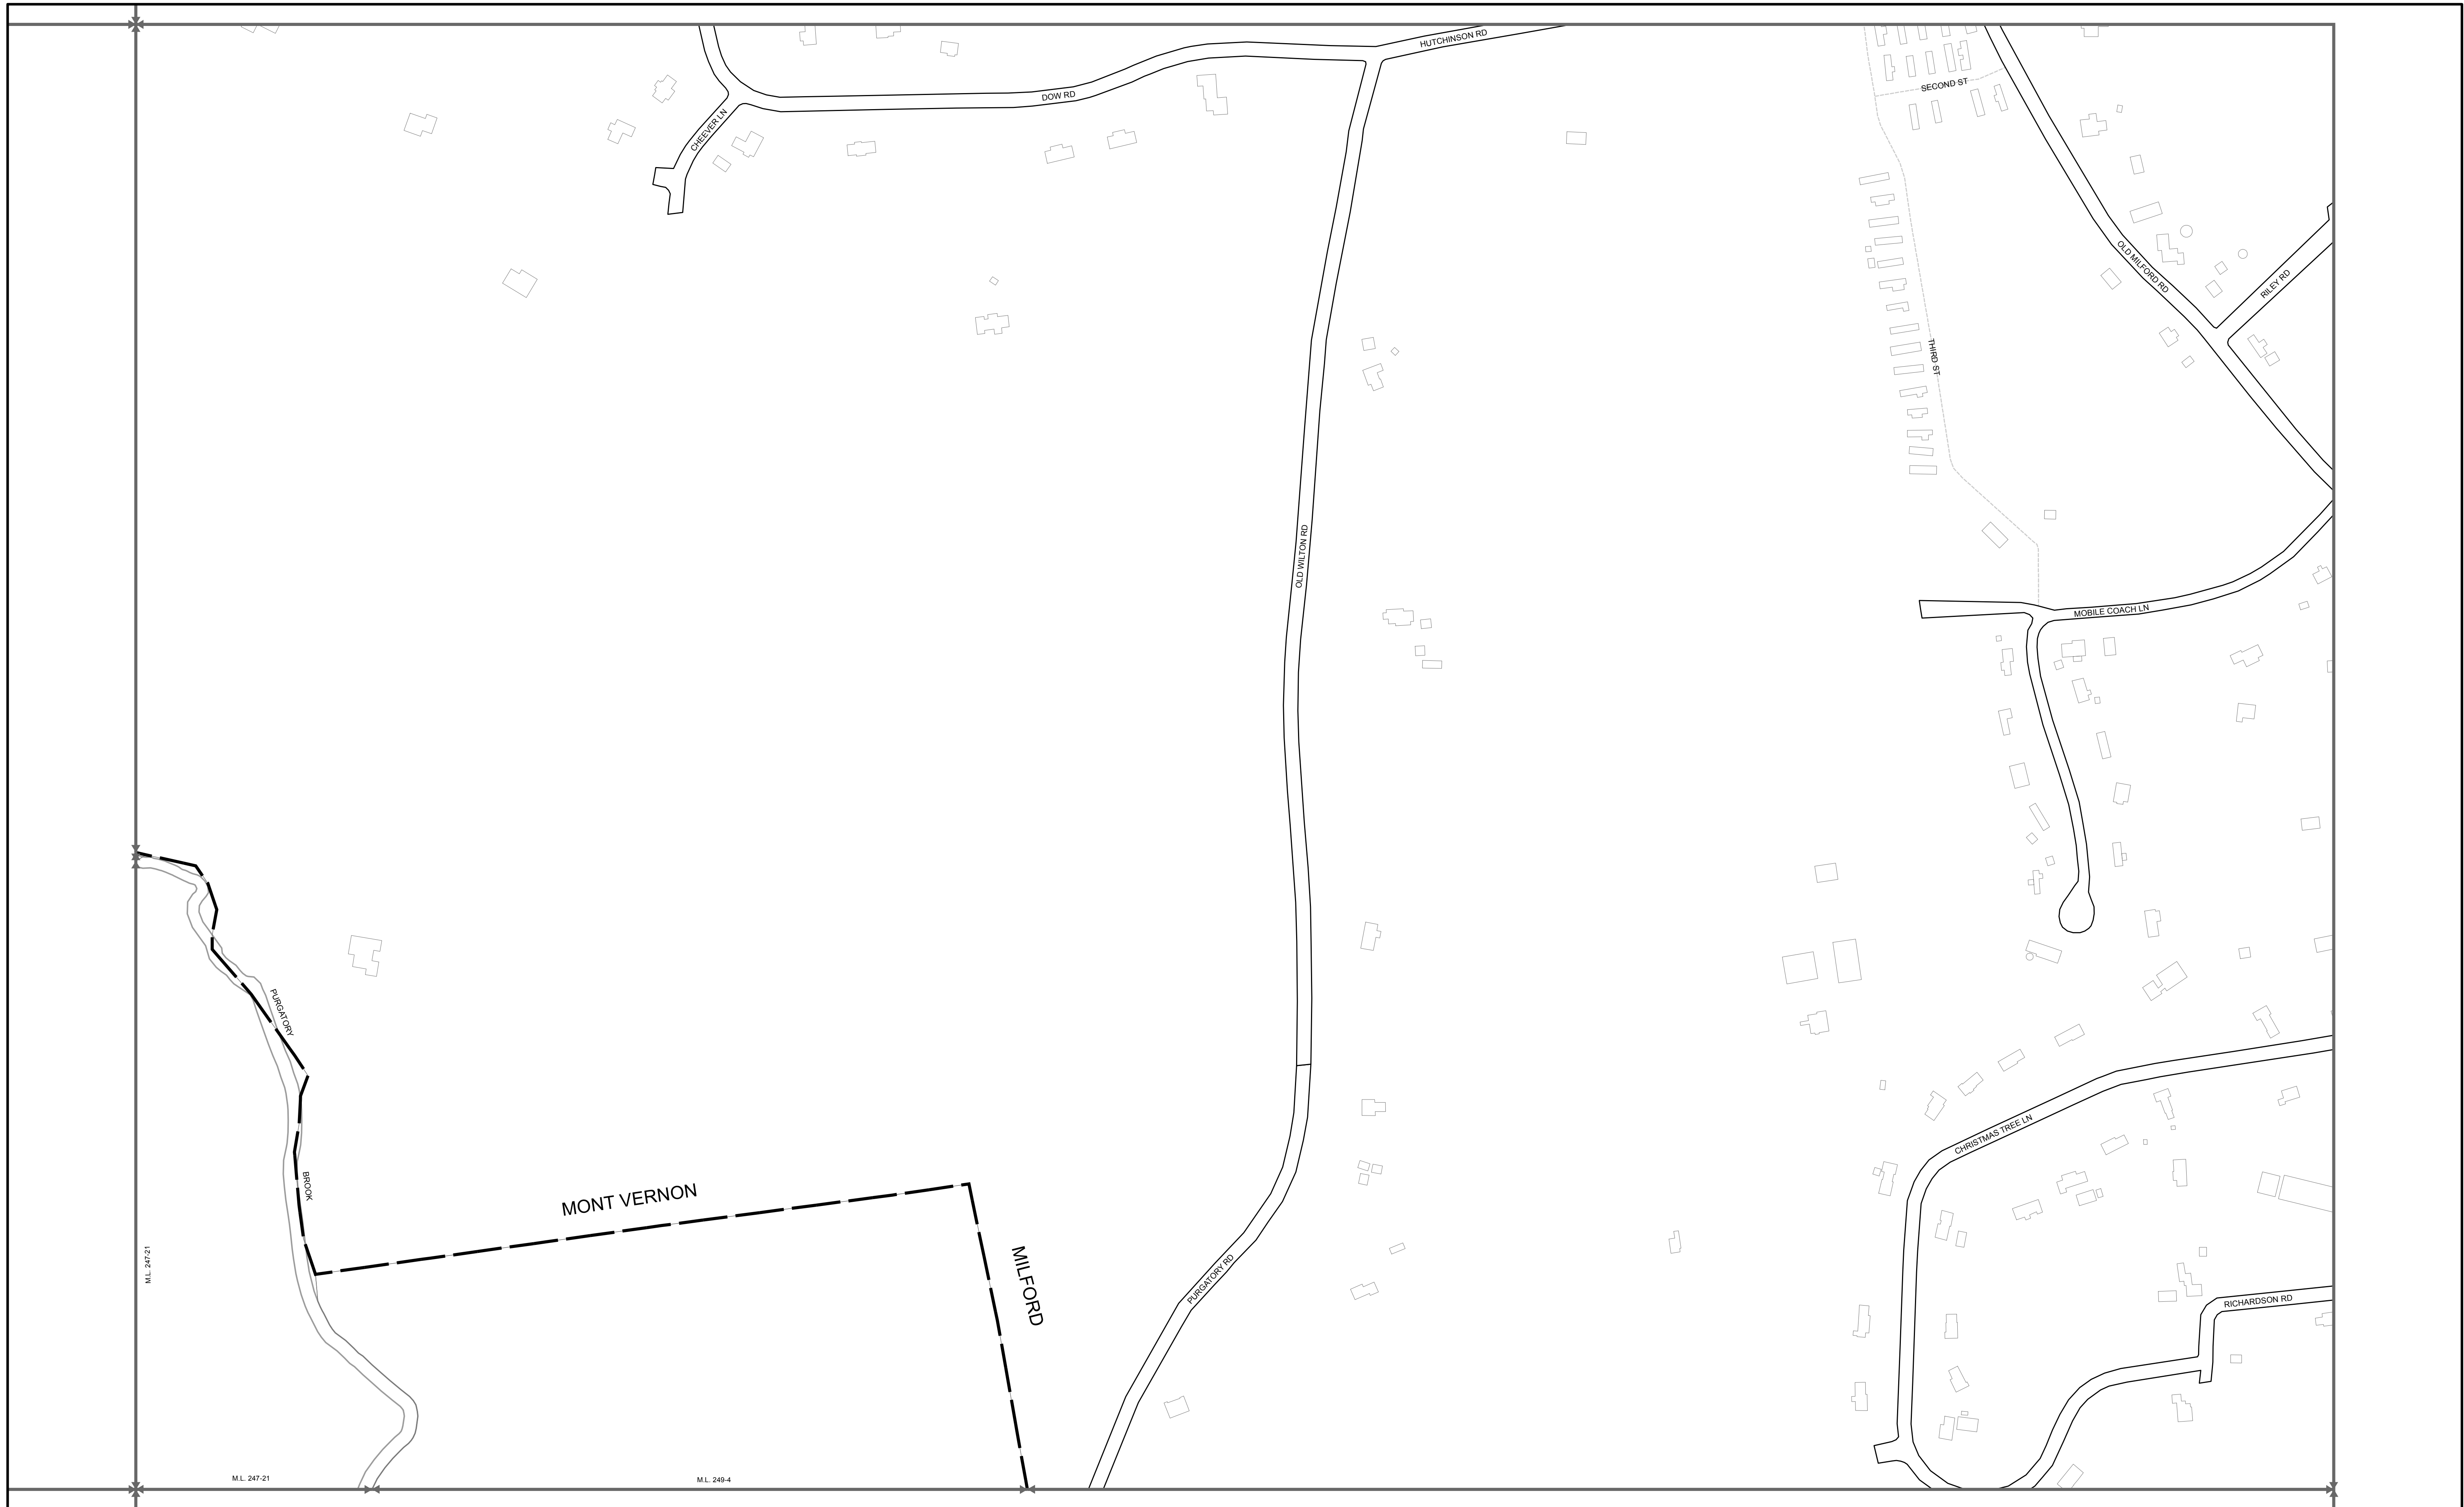 HUTCHINSON RD
DOW RD
SECOND ST
CHEEVER LN
OLD MILFORD RD
RILEY RD
THIRD ST
OLD WILTON RD
MOBILE COACH LN
PURGATORY
BROOK
CHRISTMAS TREE LN
MONT VERNON
MILFORD
M.L. 247-21
PURGATORY RD
RICHARDSON RD
M.L. 247-21
M.L. 249-4